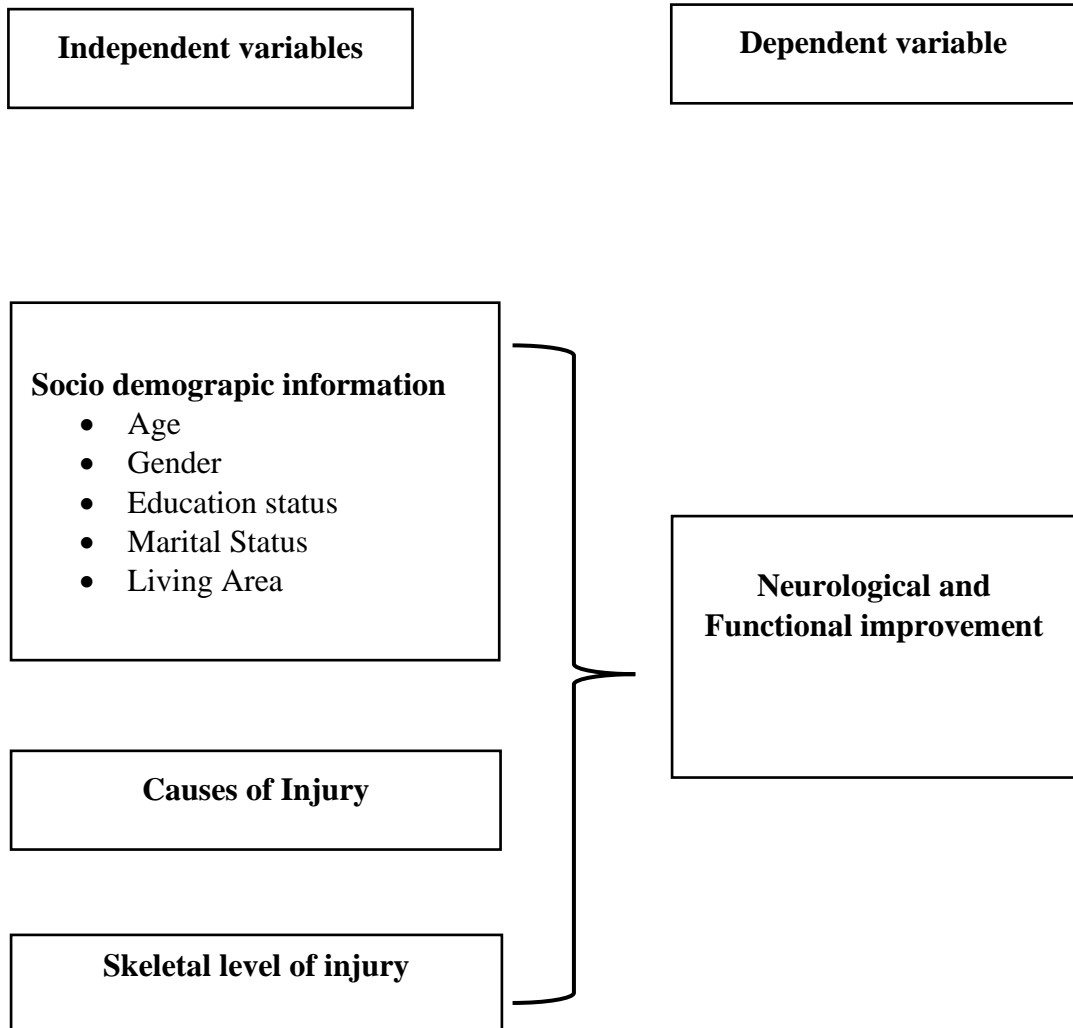 Independent variables
Dependent variable
Socio demograpic information
• Age
• Gender
• Education status
• Marital Status
• Living Area
Neurological and
Functional improvement
Causes of Injury
Skeletal level of injury